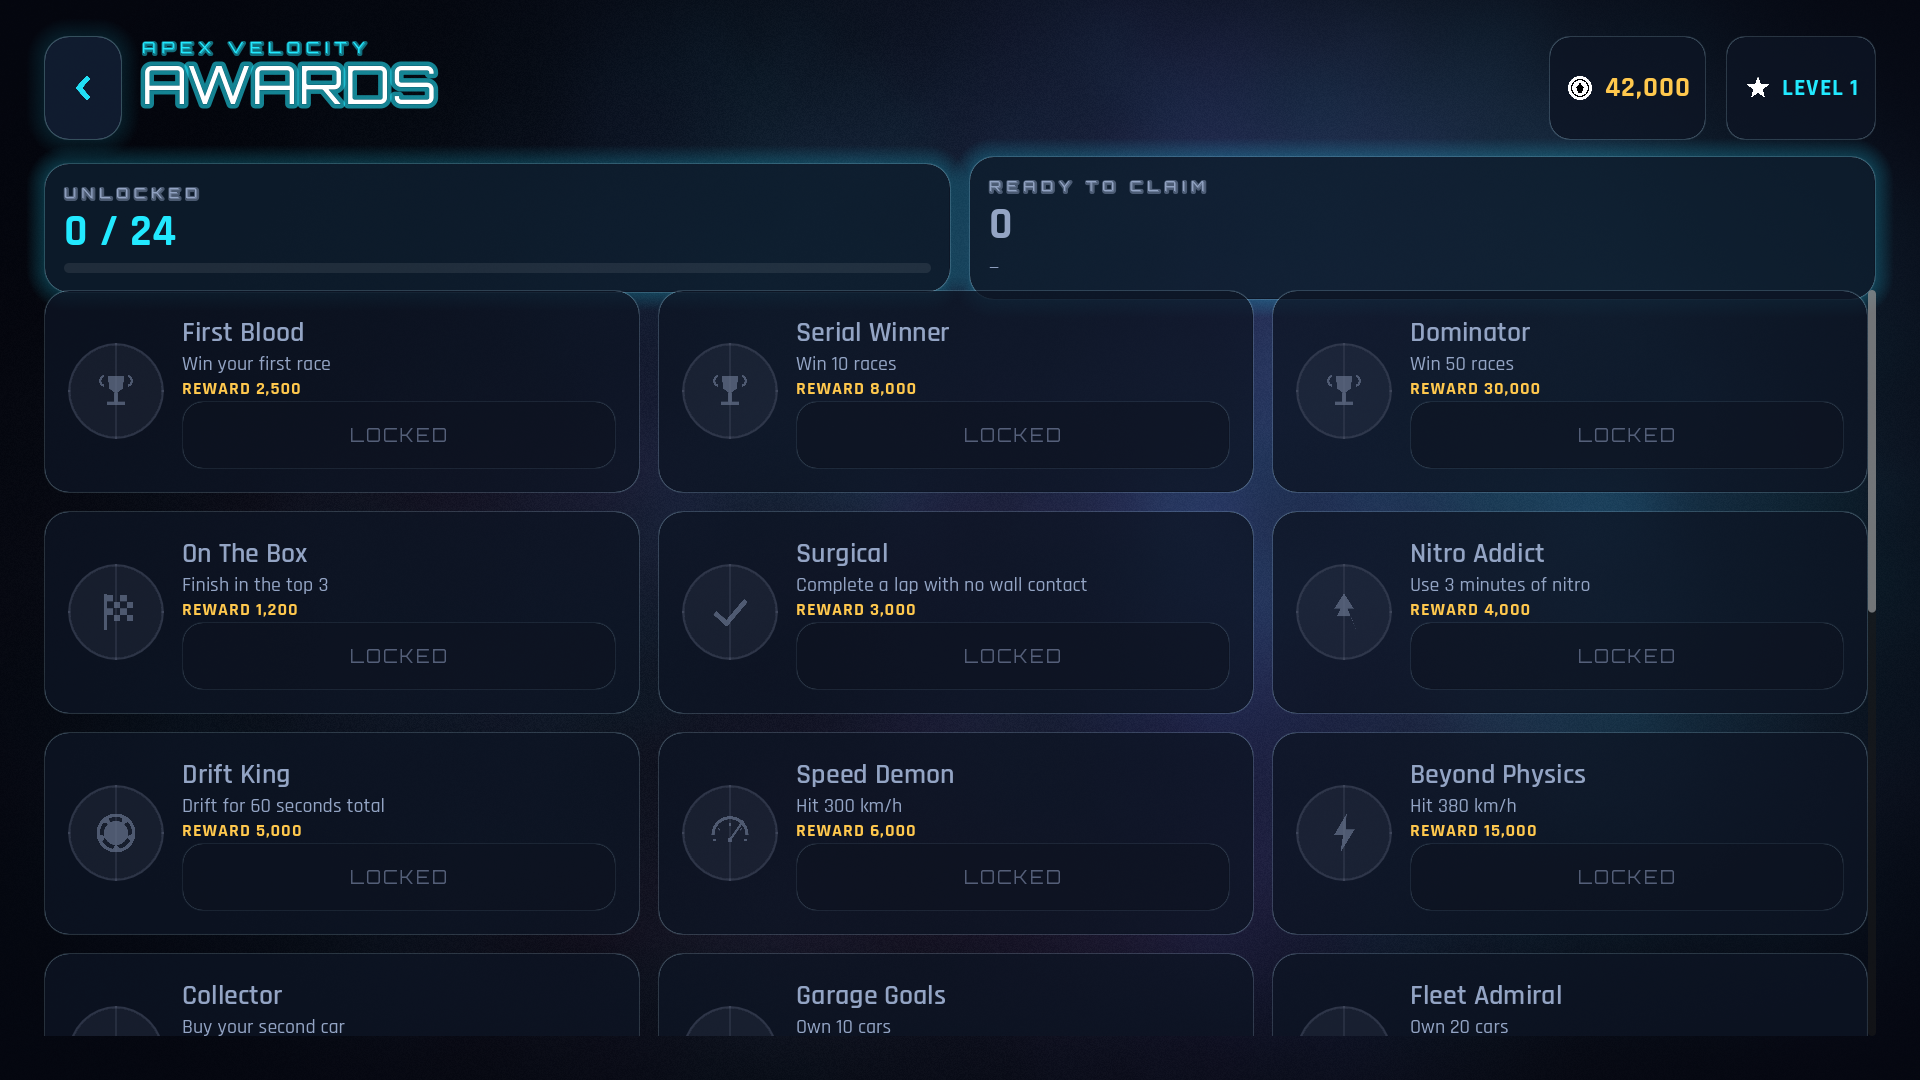 APEX VELOCITY
AWARDS
42,000
LEVEL 1
UNLOCKED
0 / 24
READY TO CLAIM
0
–
First Blood
Win your first race
REWARD 2,500
LOCKED
Serial Winner
Win 10 races
REWARD 8,000
LOCKED
Dominator
Win 50 races
REWARD 30,000
LOCKED
On The Box
Finish in the top 3
REWARD 1,200
LOCKED
Surgical
Complete a lap with no wall contact
REWARD 3,000
LOCKED
Nitro Addict
Use 3 minutes of nitro
REWARD 4,000
LOCKED
Drift King
Drift for 60 seconds total
REWARD 5,000
LOCKED
Speed Demon
Hit 300 km/h
REWARD 6,000
LOCKED
Beyond Physics
Hit 380 km/h
REWARD 15,000
LOCKED
Collector
Buy your second car
Garage Goals
Own 10 cars
Fleet Admiral
Own 20 cars